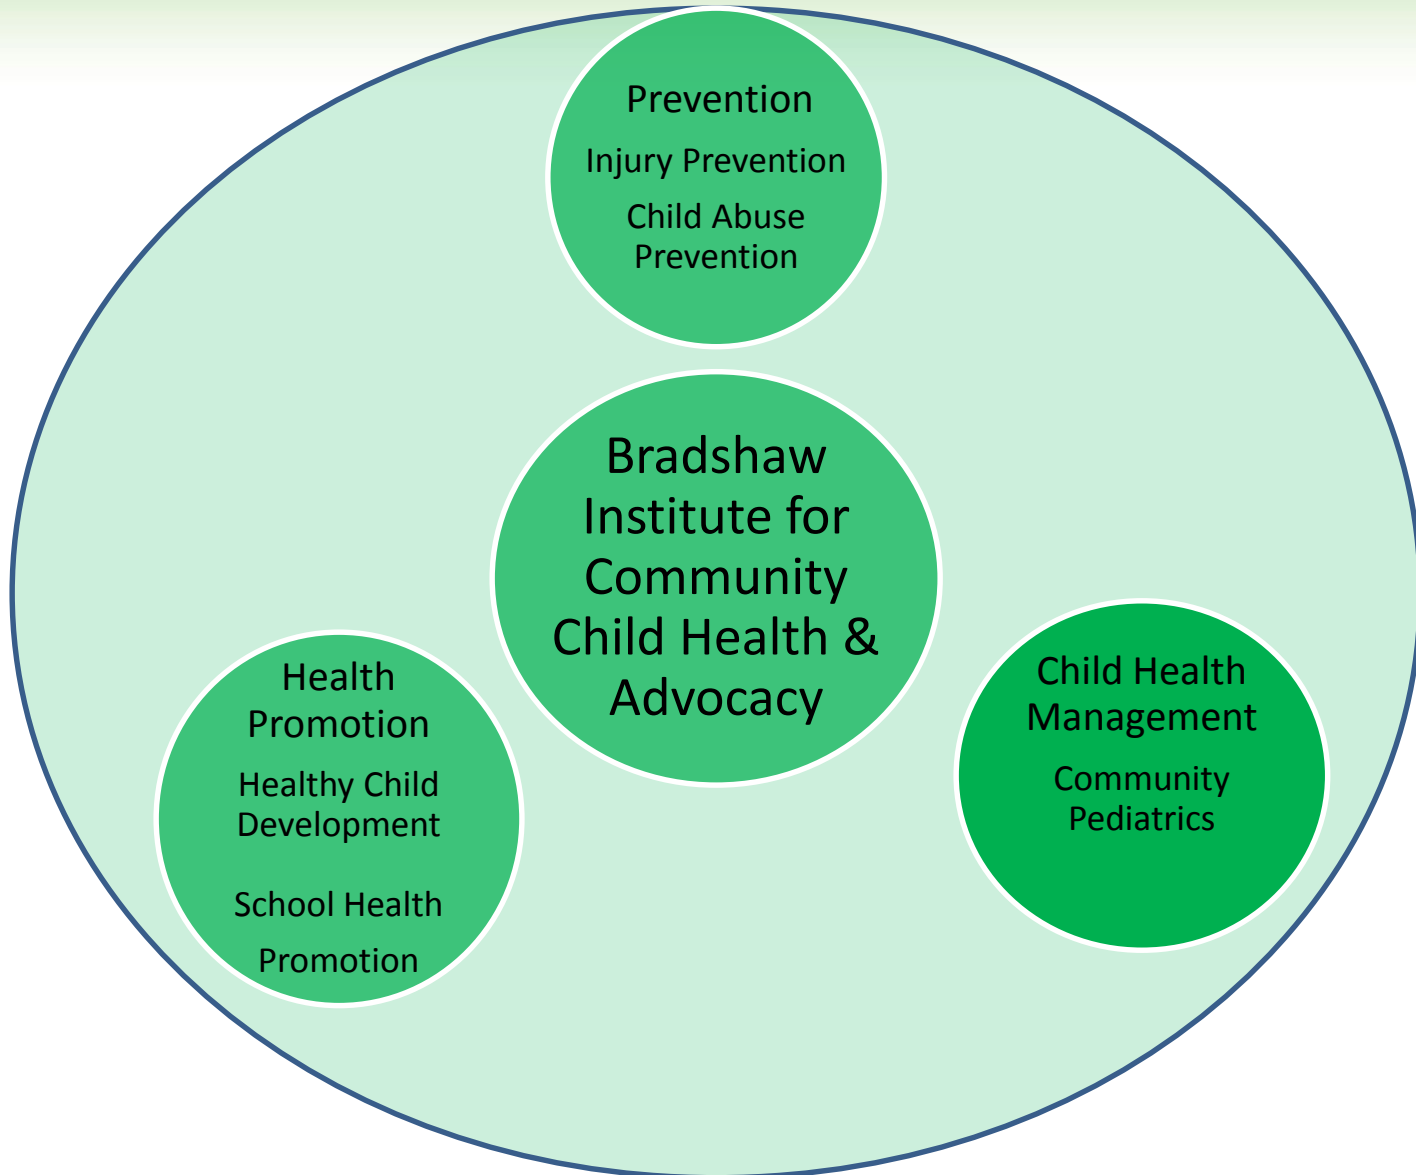 Prevention
Injury Prevention
Child Abuse
Prevention
Bradshaw
Institute for
Community
Child Health &
Advocacy
Health
Promotion
Healthy Child
Development
School Health
Promotion
Child Health
Management
Community
Pediatrics